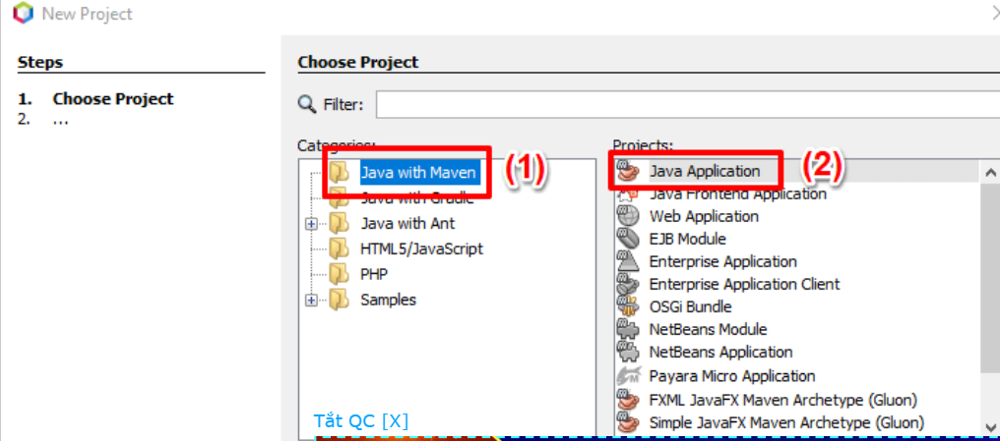 New Project
Steps
1. Choose Project
2. ...
Choose Project
Filter:
Categories:
Java with Maven
(1)
Java with Gradle
Java with Ant
HTML5/JavaScript
PHP
Samples
Tắt QC [X]
Projects:
Java Application
(2)
Java Frontend Application
Web Application
EJB Module
Enterprise Application
Enterprise Application Client
OSGi Bundle
NetBeans Module
NetBeans Application
Payara Micro Application
FXML JavaFX Maven Archetype (Gluon)
Simple JavaFX Maven Archetype (Gluon)